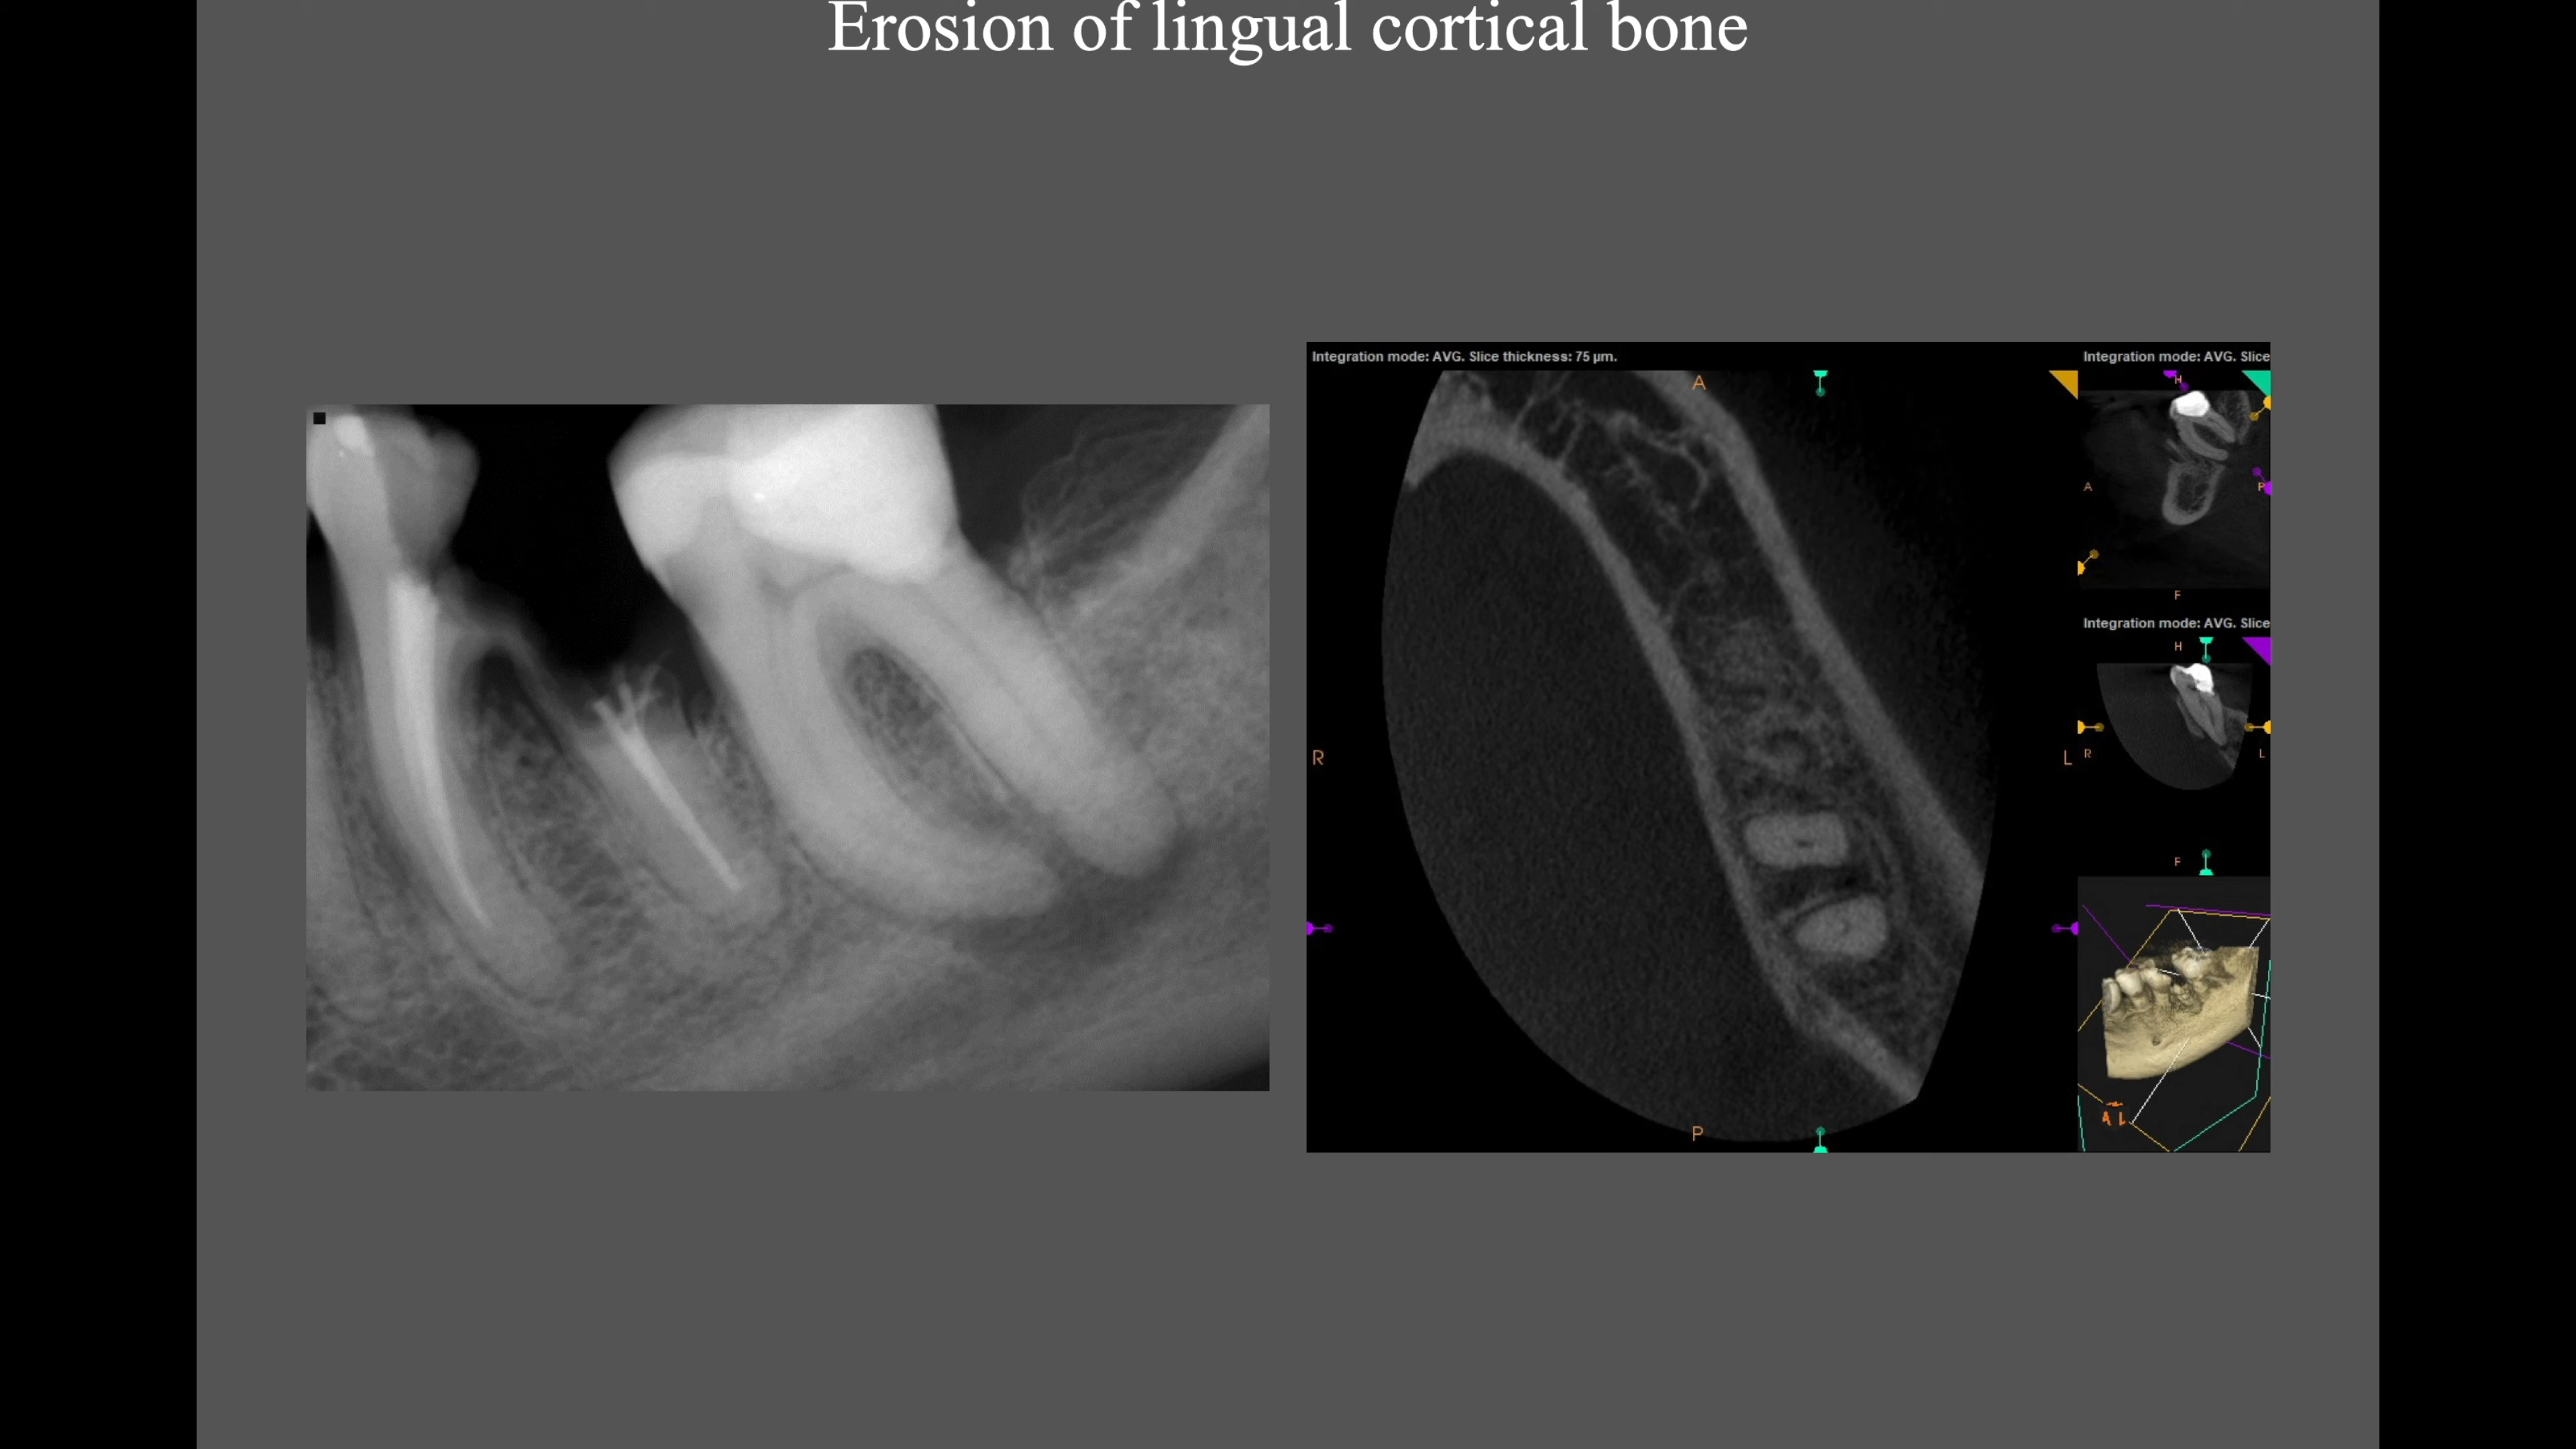 Erosion of lingual cortical bone
Integration mode: AVG. Slice thickness: 75 µm.
A
R
L
P
Integration mode: AVG. Slice
H
A
P
F
Integration mode: AVG. Slice
H
R
L
F
A L